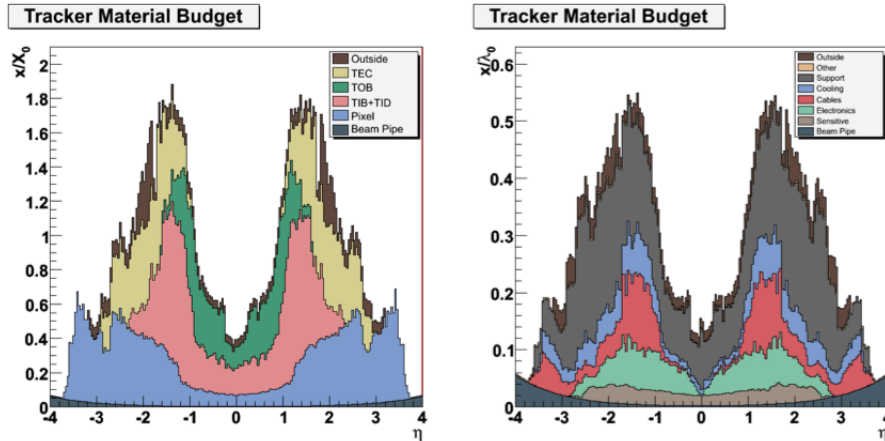 Tracker Material Budget
x/X₀
2
1.8
1.6
1.4
1.2
1
0.8
0.6
0.4
0.2
0
Outside
TEC
TOB
TIB+TID
Pixel
Beam Pipe
-4 -3 -2 -1 0 1 2 3 4
η
Tracker Material Budget
x/λ₀
0.6
0.5
0.4
0.3
0.2
0.1
0
Outside
Other
Support
Cooling
Cables
Electronics
Sensitive
Beam Pipe
-4 -3 -2 -1 0 1 2 3 4
η